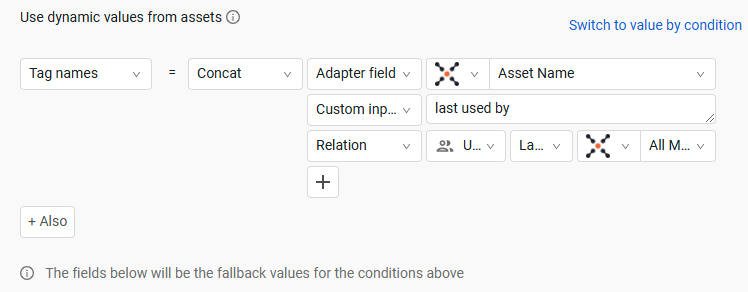 Use dynamic values from assets
Switch to value by condition
Tag names = Concat Adapter field Asset Name
Custom inp... last used by
Relation U... La... All M...
+ Also
The fields below will be the fallback values for the conditions above